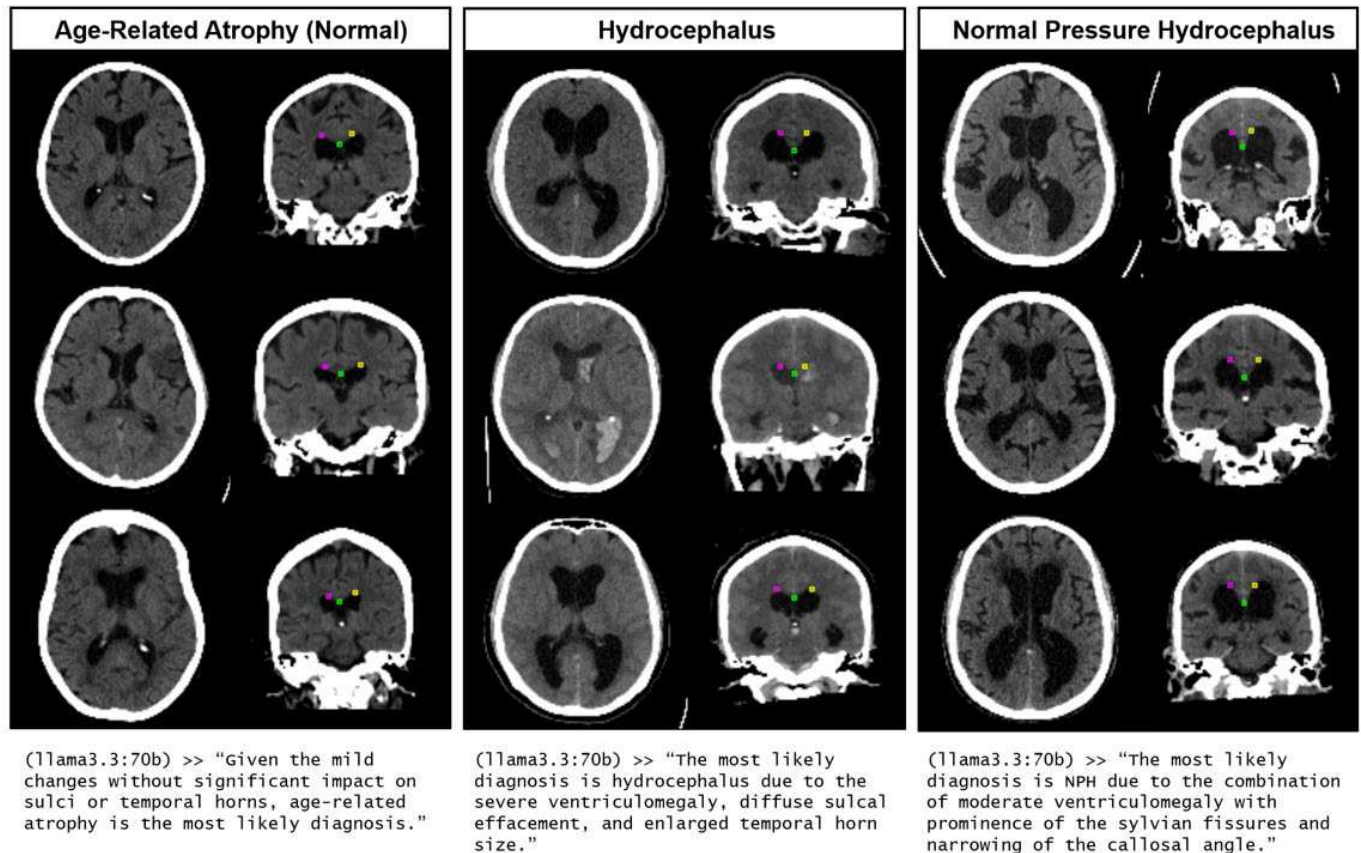 Age-Related Atrophy (Normal)
Hydrocephalus
Normal Pressure Hydrocephalus
(llama3.3:70b) >> “Given the mild
changes without significant impact on
sulci or temporal horns, age-related
atrophy is the most likely diagnosis.”
(llama3.3:70b) >> “The most likely
diagnosis is hydrocephalus due to the
severe ventriculomegaly, diffuse sulcal
effacement, and enlarged temporal horn
size.”
(llama3.3:70b) >> “The most likely
diagnosis is NPH due to the combination
of moderate ventriculomegaly with
prominence of the sylvian fissures and
narrowing of the callosal angle.”